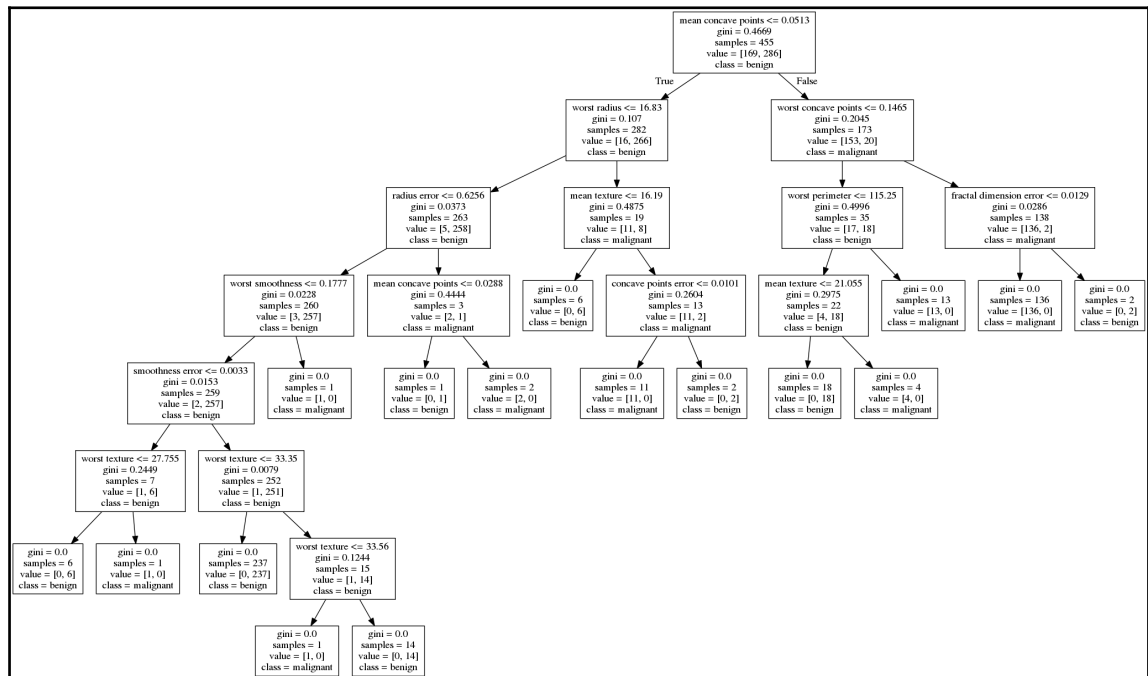 mean concave points <= 0.0513
gini = 0.4669
samples = 455
value = [169, 286]
class = benign
True
False
worst radius <= 16.83
gini = 0.107
samples = 282
value = [16, 266]
class = benign
worst concave points <= 0.1465
gini = 0.2045
samples = 173
value = [153, 20]
class = malignant
radius error <= 0.6256
gini = 0.0373
samples = 263
value = [5, 258]
class = benign
mean texture <= 16.19
gini = 0.4875
samples = 19
value = [11, 8]
class = malignant
worst perimeter <= 115.25
gini = 0.4996
samples = 35
value = [17, 18]
class = benign
fractal dimension error <= 0.0129
gini = 0.0286
samples = 138
value = [136, 2]
class = malignant
worst smoothness <= 0.1777
gini = 0.0228
samples = 260
value = [3, 257]
class = benign
mean concave points <= 0.0288
gini = 0.4444
samples = 3
value = [2, 1]
class = malignant
gini = 0.0
samples = 6
value = [0, 6]
class = benign
concave points error <= 0.0101
gini = 0.2604
samples = 13
value = [11, 2]
class = malignant
mean texture <= 21.055
gini = 0.2975
samples = 22
value = [4, 18]
class = benign
gini = 0.0
samples = 13
value = [13, 0]
class = malignant
gini = 0.0
samples = 136
value = [136, 0]
class = malignant
gini = 0.0
samples = 2
value = [0, 2]
class = benign
smoothness error <= 0.0033
gini = 0.0153
samples = 259
value = [2, 257]
class = benign
gini = 0.0
samples = 1
value = [1, 0]
class = malignant
gini = 0.0
samples = 1
value = [0, 1]
class = benign
gini = 0.0
samples = 2
value = [2, 0]
class = malignant
gini = 0.0
samples = 11
value = [11, 0]
class = malignant
gini = 0.0
samples = 2
value = [0, 2]
class = benign
gini = 0.0
samples = 18
value = [0, 18]
class = benign
gini = 0.0
samples = 4
value = [4, 0]
class = malignant
worst texture <= 27.755
gini = 0.2449
samples = 7
value = [1, 6]
class = benign
worst texture <= 33.35
gini = 0.0079
samples = 252
value = [1, 251]
class = benign
gini = 0.0
samples = 6
value = [0, 6]
class = benign
gini = 0.0
samples = 1
value = [1, 0]
class = malignant
gini = 0.0
samples = 237
value = [0, 237]
class = benign
worst texture <= 33.56
gini = 0.1244
samples = 15
value = [1, 14]
class = benign
gini = 0.0
samples = 1
value = [1, 0]
class = malignant
gini = 0.0
samples = 14
value = [0, 14]
class = benign